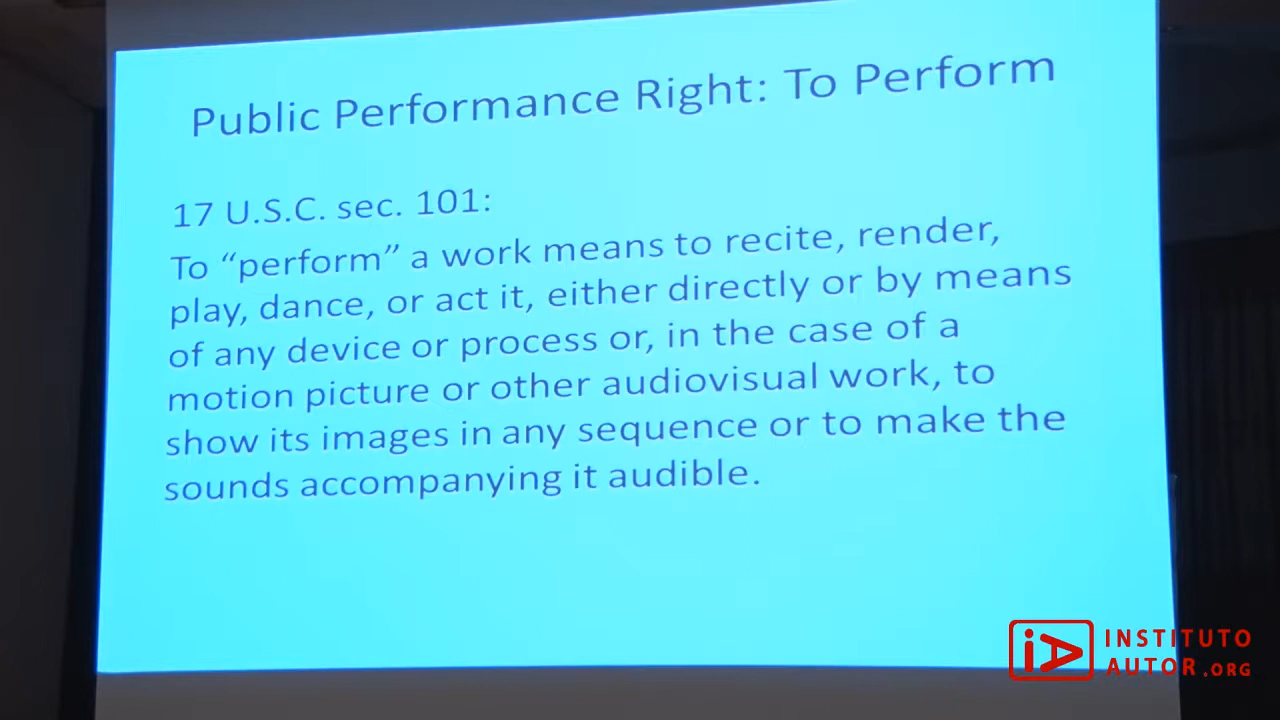 Public Performance Right: To Perform
17 U.S.C. sec. 101:
To “perform” a work means to recite, render,
play, dance, or act it, either directly or by means
of any device or process or, in the case of a
motion picture or other audiovisual work, to
show its images in any sequence or to make the
sounds accompanying it audible.
iA INSTITUTO
AUTOR.ORG